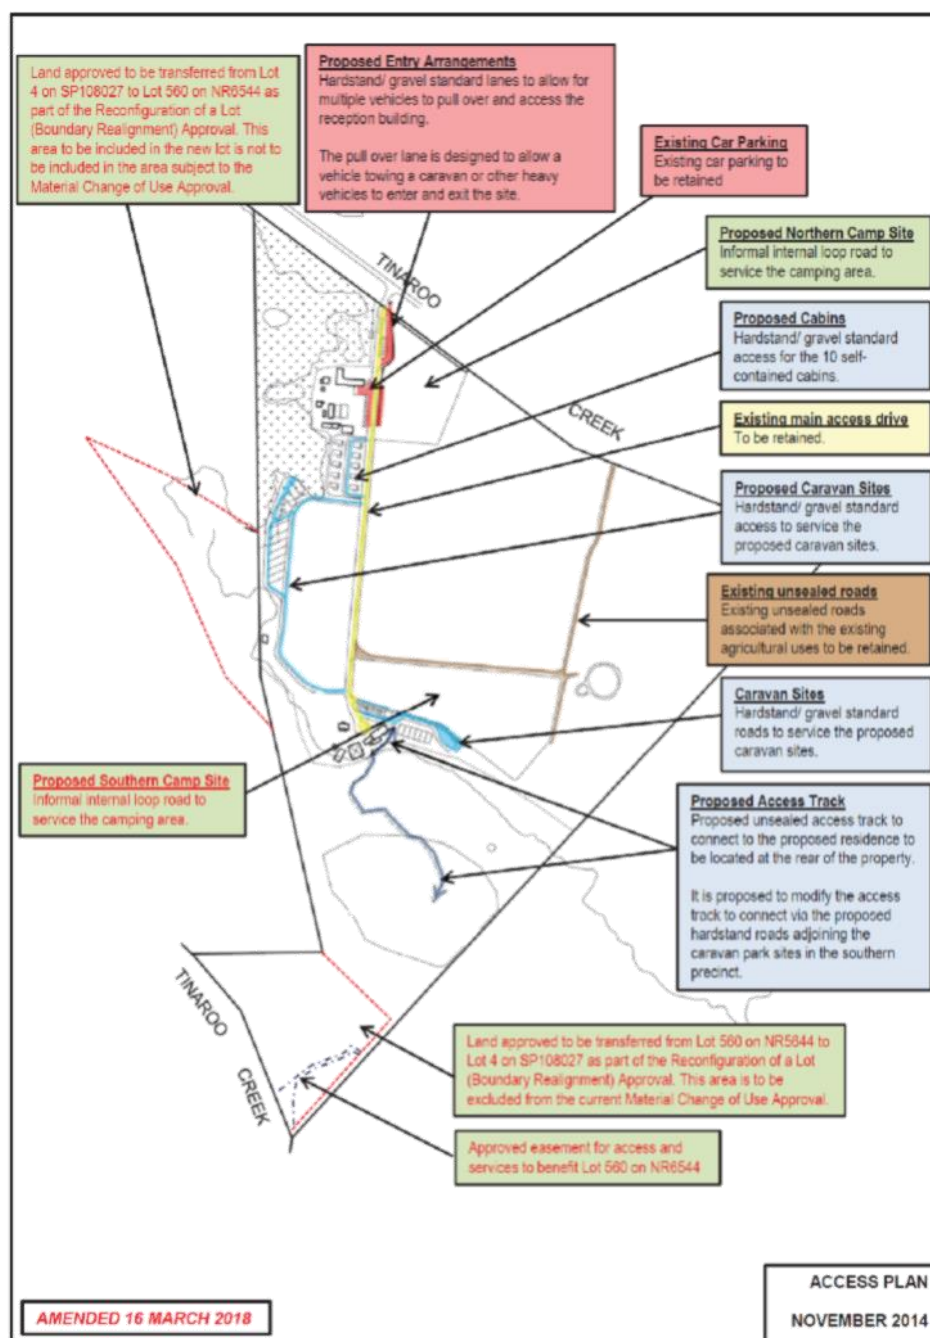 Land approved to be transferred from Lot
4 on SP108027 to Lot 560 on NR6544 as
part of the Reconfiguration of a Lot
(Boundary Realignment) Approval. This
area to be included in the new lot is not to
be included in the area subject to the
Material Change of Use Approval.
Proposed Entry Arrangements
Hardstand/ gravel standard lanes to allow for
multiple vehicles to pull over and access the
reception building.
The pull over lane is designed to allow a
vehicle towing a caravan or other heavy
vehicles to enter and exit the site.
Existing Car Parking
Existing car parking to
be retained
Proposed Northern Camp Site
Informal internal loop road to
service the camping area.
TINAROO
CREEK
Proposed Cabins
Hardstand/ gravel standard
access for the 10 self-
contained cabins.
Existing main access drive
To be retained.
Proposed Caravan Sites
Hardstand/ gravel standard
access to service the
proposed caravan sites.
Existing unsealed roads
Existing unsealed roads
associated with the existing
agricultural uses to be retained.
Caravan Sites
Hardstand/ gravel standard
roads to service the proposed
caravan sites.
Proposed Southern Camp Site
Informal internal loop road to
service the camping area.
Proposed Access Track
Proposed unsealed access track to
connect to the proposed residence to
be located at the rear of the property.
It is proposed to modify the access
track to connect via the proposed
hardstand roads adjoining the
caravan park sites in the southern
precinct.
TINAROO
CREEK
Land approved to be transferred from Lot 560 on NR5644 to
Lot 4 on SP108027 as part of the Reconfiguration of a Lot
(Boundary Realignment) Approval. This area is to be
excluded from the current Material Change of Use Approval.
Approved easement for access and
services to benefit Lot 560 on NR6544
AMENDED 16 MARCH 2018
ACCESS PLAN
NOVEMBER 2014